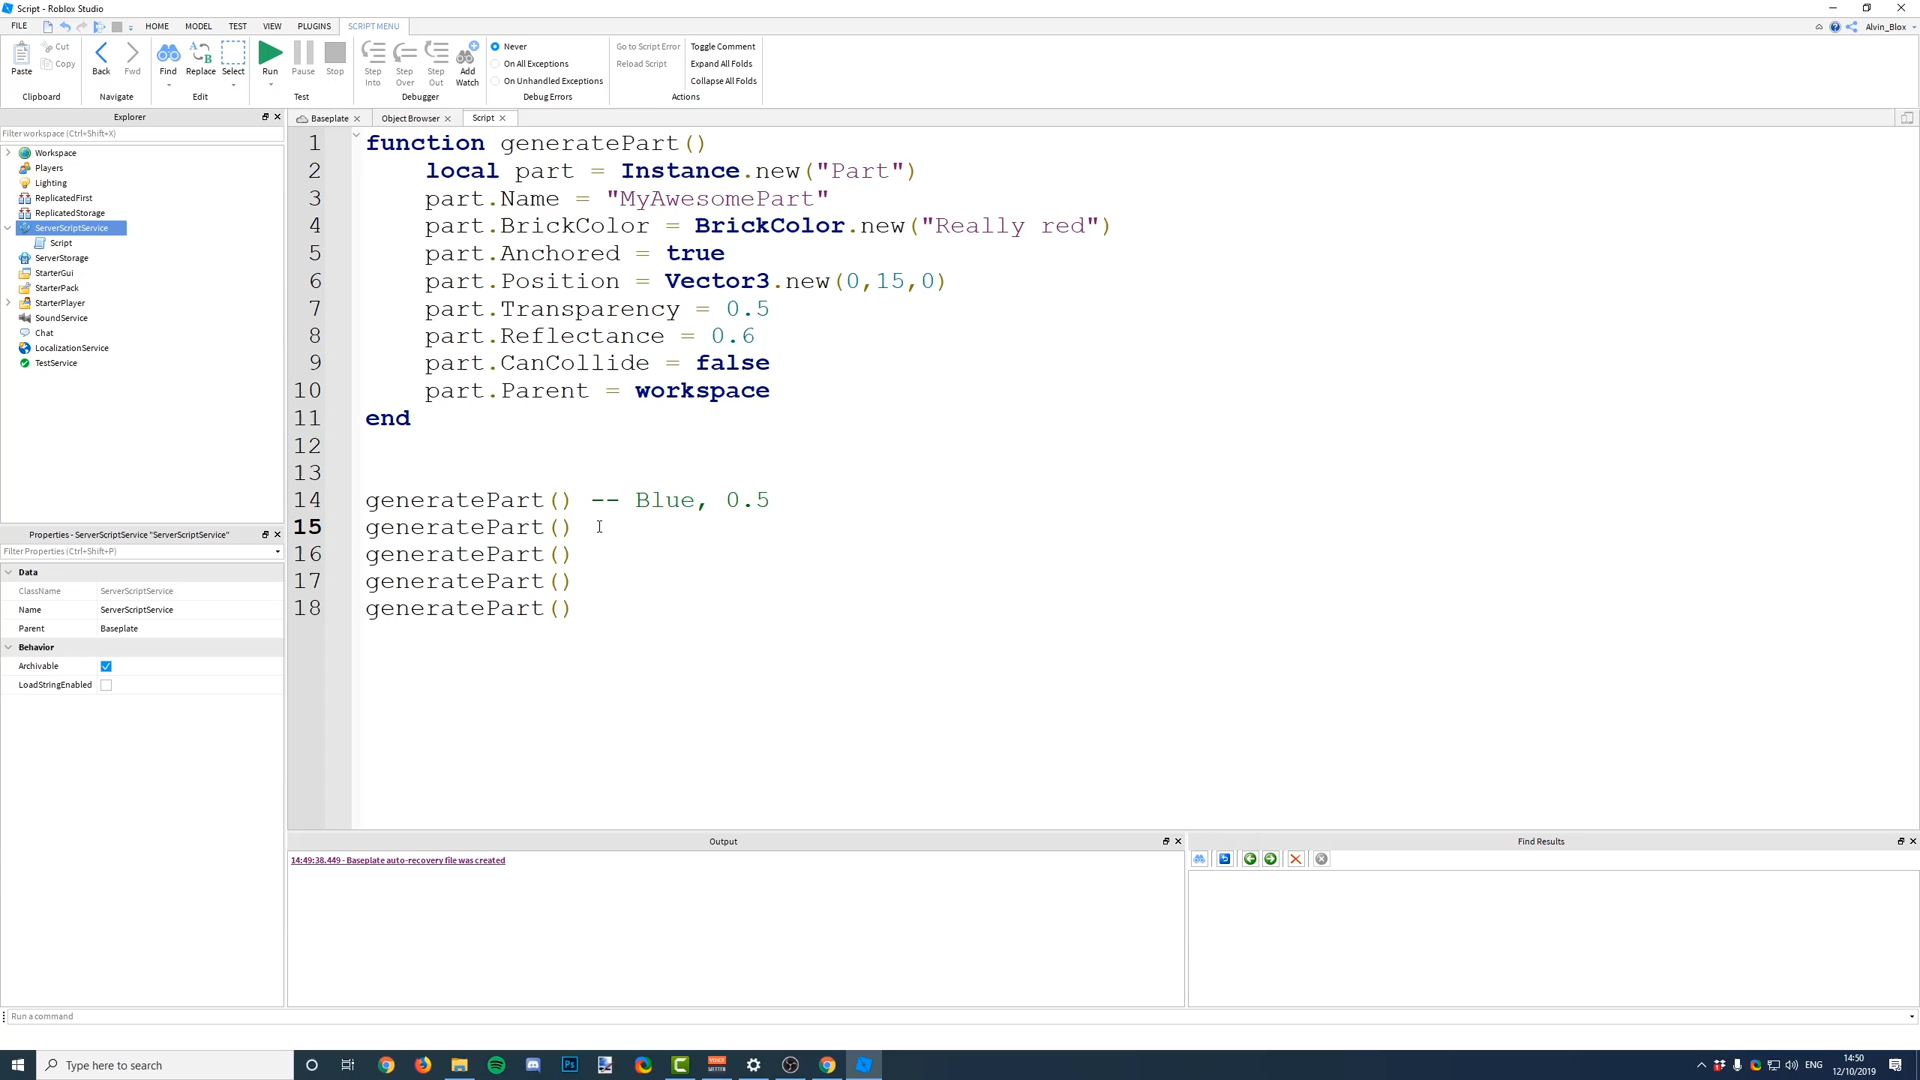 Script - Roblox Studio
FILE HOME MODEL TEST VIEW PLUGINS SCRIPT MENU Alvin_Blox
Paste Cut Copy Clipboard
Back Fwd Navigate
Find Replace Select Edit
Run Pause Stop Test
Step Into Step Over Step Out Add Watch Debugger
Never
On All Exceptions
On Unhandled Exceptions
Debug Errors
Go to Script Error Toggle Comment
Reload Script Expand All Folds
Collapse All Folds
Actions
Explorer
Filter workspace (Ctrl+Shift+X)
Workspace
Players
Lighting
ReplicatedFirst
ReplicatedStorage
ServerScriptService
Script
ServerStorage
StarterGui
StarterPack
StarterPlayer
SoundService
Chat
LocalizationService
TestService
Properties - ServerScriptService "ServerScriptService"
Filter Properties (Ctrl+Shift+P)
Data
ClassName ServerScriptService
Name ServerScriptService
Parent Baseplate
Behavior
Archivable
LoadStringEnabled
Baseplate Object Browser Script
1 function generatePart()
2 local part = Instance.new("Part")
3 part.Name = "MyAwesomePart"
4 part.BrickColor = BrickColor.new("Really red")
5 part.Anchored = true
6 part.Position = Vector3.new(0,15,0)
7 part.Transparency = 0.5
8 part.Reflectance = 0.6
9 part.CanCollide = false
10 part.Parent = workspace
11 end
12
13
14 generatePart() -- Blue, 0.5
15 generatePart()
16 generatePart()
17 generatePart()
18 generatePart()
Output
14:49:38.449 - Baseplate auto-recovery file was created
Find Results
Run a command
Type here to search
ENG
14:50
12/10/2019